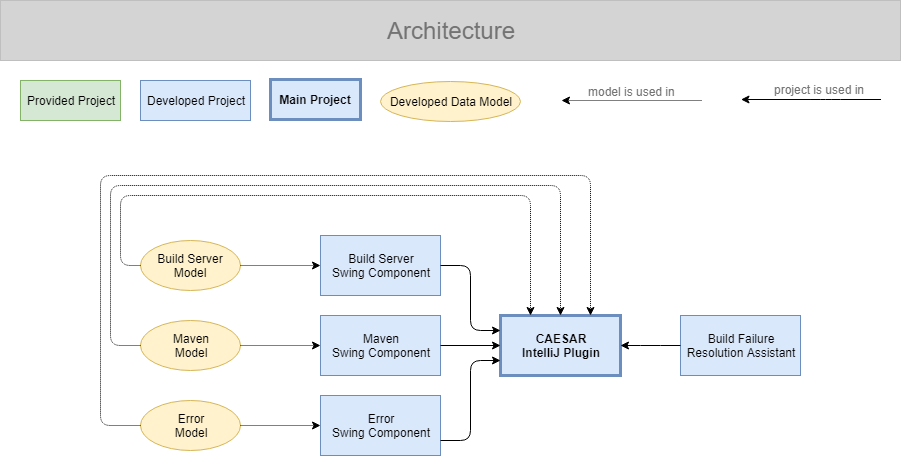 Architecture
Provided Project
Developed Project
Main Project
Developed Data Model
model is used in
project is used in
Build Server
Model
Build Server
Swing Component
Maven
Model
Maven
Swing Component
CAESAR
IntelliJ Plugin
Build Failure
Resolution Assistant
Error
Model
Error
Swing Component